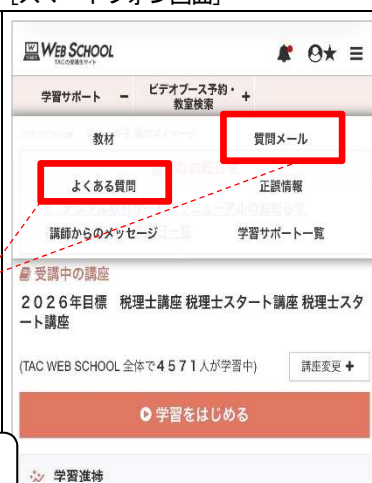 [スマートフォン画面]
WEB SCHOOL
TACの受講生サイト
学習サポート － ビデオブース予約・教室検索 +
教材 質問メール
よくある質問 正誤情報
講師からのメッセージ 学習サポート一覧
受講中の講座
２０２６年目標　税理士講座 税理士スタート講座 税理士スタ
ート講座
(TAC WEB SCHOOL 全体で４５７１人が学習中) 講座変更 +
学習をはじめる
学習進捗